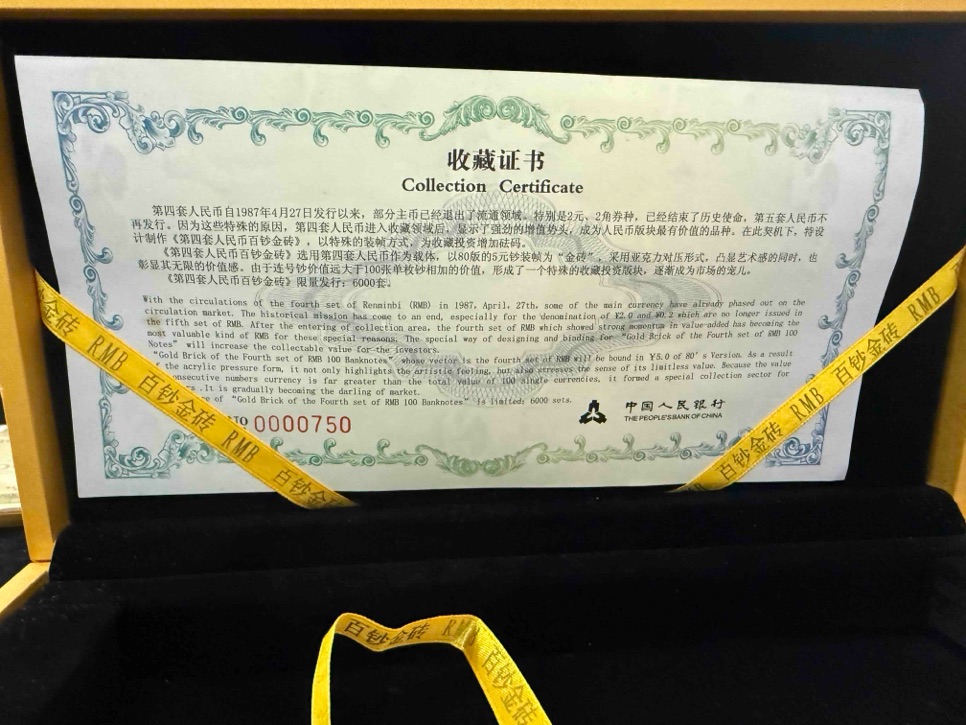 收藏证书
Collection Certificate
第四套人民币自1987年4月27日发行以来，部分主币已经退出了流通领域。特别是2元、2角券种，已经结束了历史使命，第五套人民币不
再发行。因为这些特殊的原因，第四套人民币进入收藏领域后，显示了强劲的增值势头，成为人民币版块最有价值的品种。在此契机下，特设
计制作《第四套人民币百钞金砖》，以特殊的装帧方式，为收藏投资增加砝码。
《第四套人民币百钞金砖》选用第四套人民币作为载体，以80版的5元钞装帧为“金砖”，采用亚克力对压形式，凸显艺术感的同时，也
彰显其无限的价值感。由于连号钞价值远大于100张单枚钞相加的价值，形成了一个特殊的收藏投资版块，逐渐成为市场的宠儿。
《第四套人民币百钞金砖》限量发行：6000套。
With the circulations of the fourth set of Renminbi (RMB) in 1987. April. 27th, some of the main currency have already phased out on the
circulation market. The historical mission has come to an end, especially for the denomination of ¥2.0 and ¥0.2 which are no longer issued in
the fifth set of RMB. After the entering of collection area, the fourth set of RMB which showed strong momentum in value-added has becoming the
most valuable kind of RMB for these special reasons. The special way of designing and binding for “Gold Brick of the Fourth set of RMB 100
Notes” will increase the collectable value for the ivestors.
“Gold Brick of the Fourth set of RMB 100 Banknotes”, whose vector is the fourth set of RMB will be bound in ¥5.0 of 80’s Version. As a result
f the acrylic pressure form, it not only highlights the arristic feeling, but also stresses the sense of its limitless value. Because the value
onsecutive numbers currency is far greater than the total value of 100 single currencies, it formed a special collection sector for
s .It is gradually becoming the darling of market.
e of “Gold Brick of the Fourth set of RMB 100 Banknotes” is limited: 6000 sets.
TO 0000750
中国人民银行
THE PEOPLE'S BANK OF CHINA
金砖 RMB 百钞金砖 RMB 百钞金
百钞金砖 RMB 百钞金砖 RMB
百钞金砖 RMB 百钞金砖